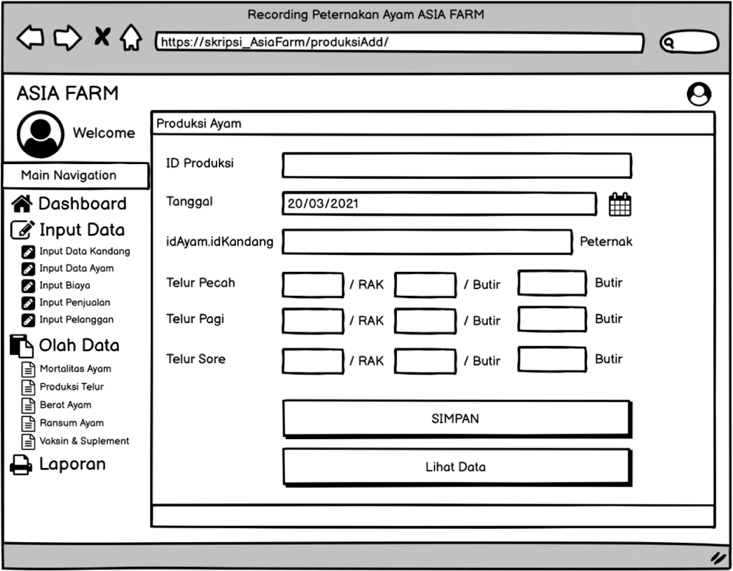 Recording Peternakan Ayam ASIA FARM
https://skripsi_AsiaFarm/produksiAdd/
ASIA FARM
Welcome
Main Navigation
Dashboard
Input Data
Input Data Kandang
Input Data Ayam
Input Biaya
Input Penjualan
Input Pelanggan
Olah Data
Mortalitas Ayam
Produksi Telur
Berat Ayam
Ransum Ayam
Vaksin & Suplement
Laporan
Produksi Ayam
ID Produksi
Tanggal 20/03/2021
idAyam.idKandang Peternak
Telur Pecah / RAK / Butir Butir
Telur Pagi / RAK / Butir Butir
Telur Sore / RAK / Butir Butir
SIMPAN
Lihat Data